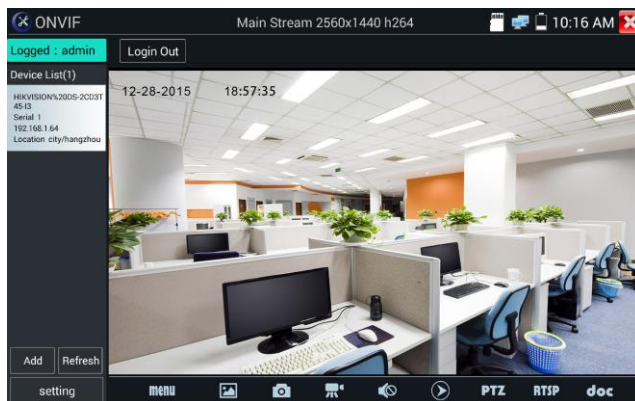 ONVIF
Main Stream 2560x1440 h264
10:16 AM
Logged : admin
Login Out
Device List(1)
HIKVISION%20DS-2CD3T
45-I3
Serial 1
192.168.1.64
Location city/hangzhou
12-28-2015 18:57:35
Add
Refresh
setting
menu
PTZ
RTSP
doc